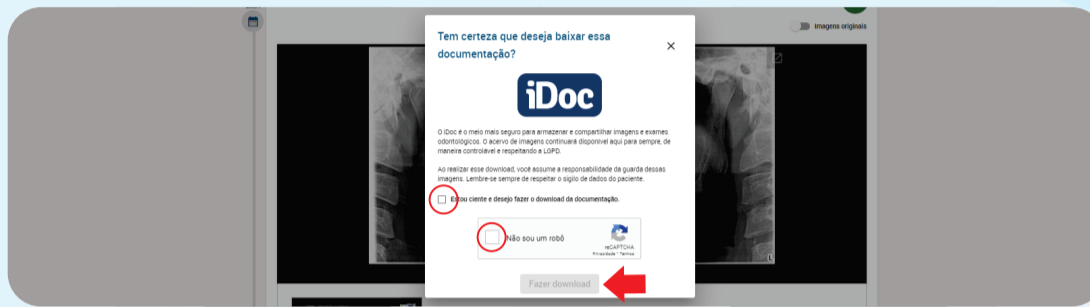 Imagens originais
Tem certeza que deseja baixar essa
documentação?
iDoc
O iDoc é o meio mais seguro para armazenar e compartilhar imagens e exames
odontológicos. O acervo de imagens continuará disponível aqui para sempre, de
maneira controlável e respeitando a LGPD.
Ao realizar esse download, você assume a responsabilidade da guarda dessas
imagens. Lembre-se sempre de respeitar o sigilo de dados do paciente.
Estou ciente e desejo fazer o download da documentação.
Não sou um robô
reCAPTCHA
Privacidade - Termos
Fazer download
L